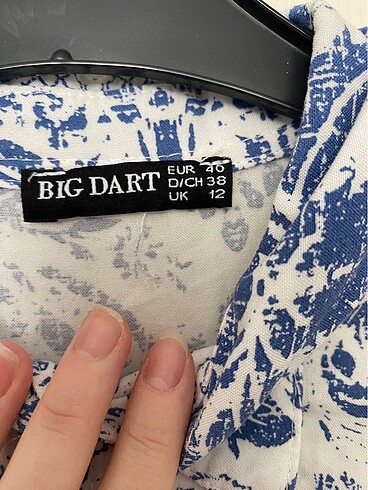 BIG DART
EUR 40
D/CH 38
UK 12